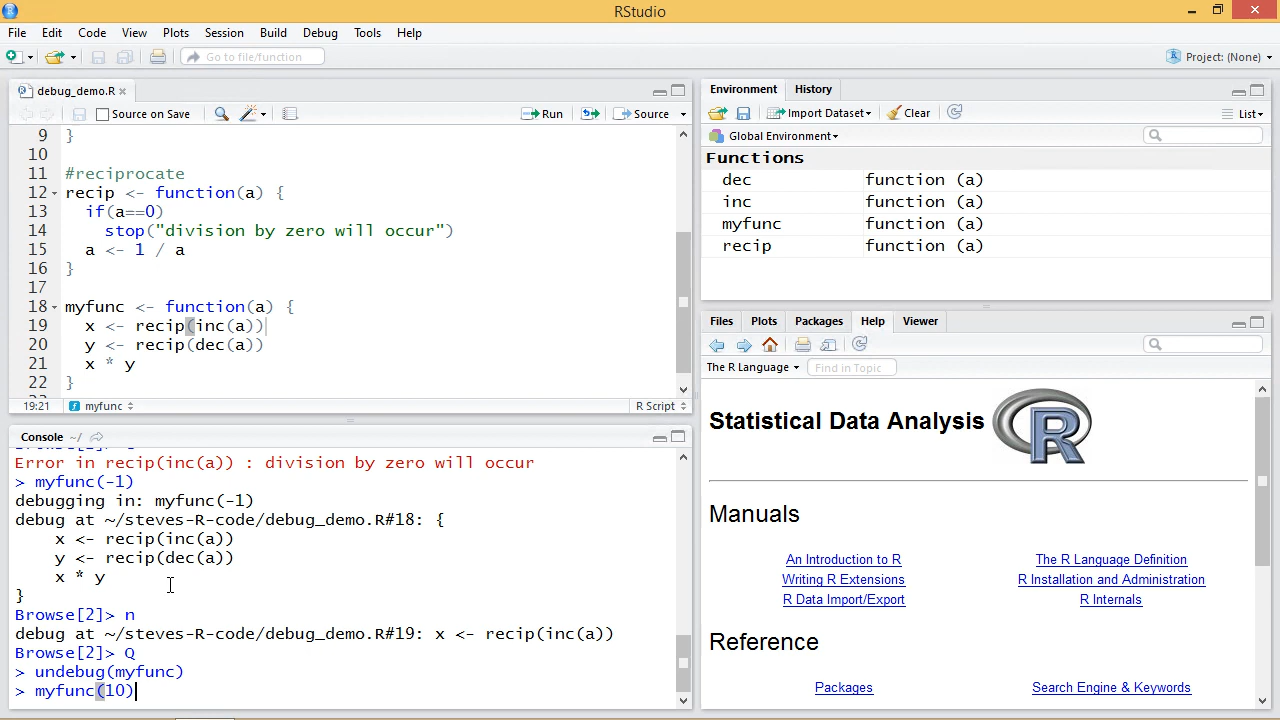 RStudio
File Edit Code View Plots Session Build Debug Tools Help
Go to file/function
Project: (None)
debug_demo.R
Source on Save
Run
Source
9 }
10
11 #reciprocate
12 recip <- function(a) {
13 if(a==0)
14 stop("division by zero will occur")
15 a <- 1 / a
16 }
17
18 myfunc <- function(a) {
19 x <- recip(inc(a))
20 y <- recip(dec(a))
21 x * y
22 }
19:21 myfunc R Script
Console ~/
Error in recip(inc(a)) : division by zero will occur
> myfunc(-1)
debugging in: myfunc(-1)
debug at ~/steves-R-code/debug_demo.R#18: {
x <- recip(inc(a))
y <- recip(dec(a))
x * y
}
Browse[2]> n
debug at ~/steves-R-code/debug_demo.R#19: x <- recip(inc(a))
Browse[2]> Q
> undebug(myfunc)
> myfunc(10)
Environment History
Import Dataset Clear List
Global Environment
Functions
dec function (a)
inc function (a)
myfunc function (a)
recip function (a)
Files Plots Packages Help Viewer
The R Language Find in Topic
Statistical Data Analysis R
Manuals
An Introduction to R The R Language Definition
Writing R Extensions R Installation and Administration
R Data Import/Export R Internals
Reference
Packages Search Engine & Keywords